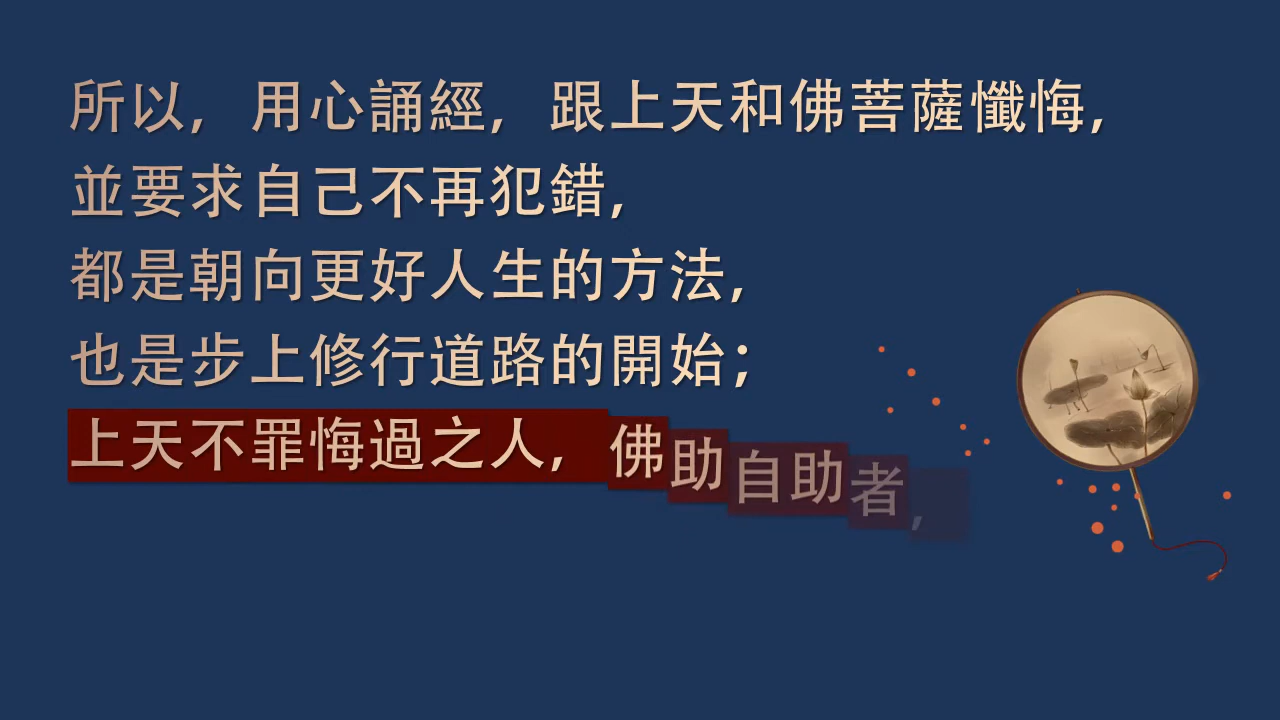 所以，用心誦經，跟上天和佛菩薩懺悔，
並要求自己不再犯錯，
都是朝向更好人生的方法，
也是步上修行道路的開始；
上天不罪悔過之人，佛助自助者，